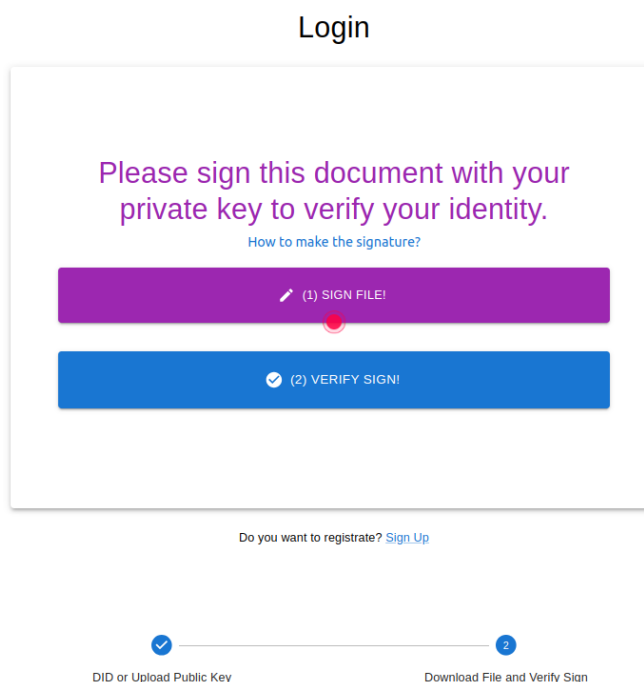 Login
Please sign this document with your
private key to verify your identity.
How to make the signature?
(1) SIGN FILE!
(2) VERIFY SIGN!
Do you want to registrate? Sign Up
2
DID or Upload Public Key
Download File and Verify Sign